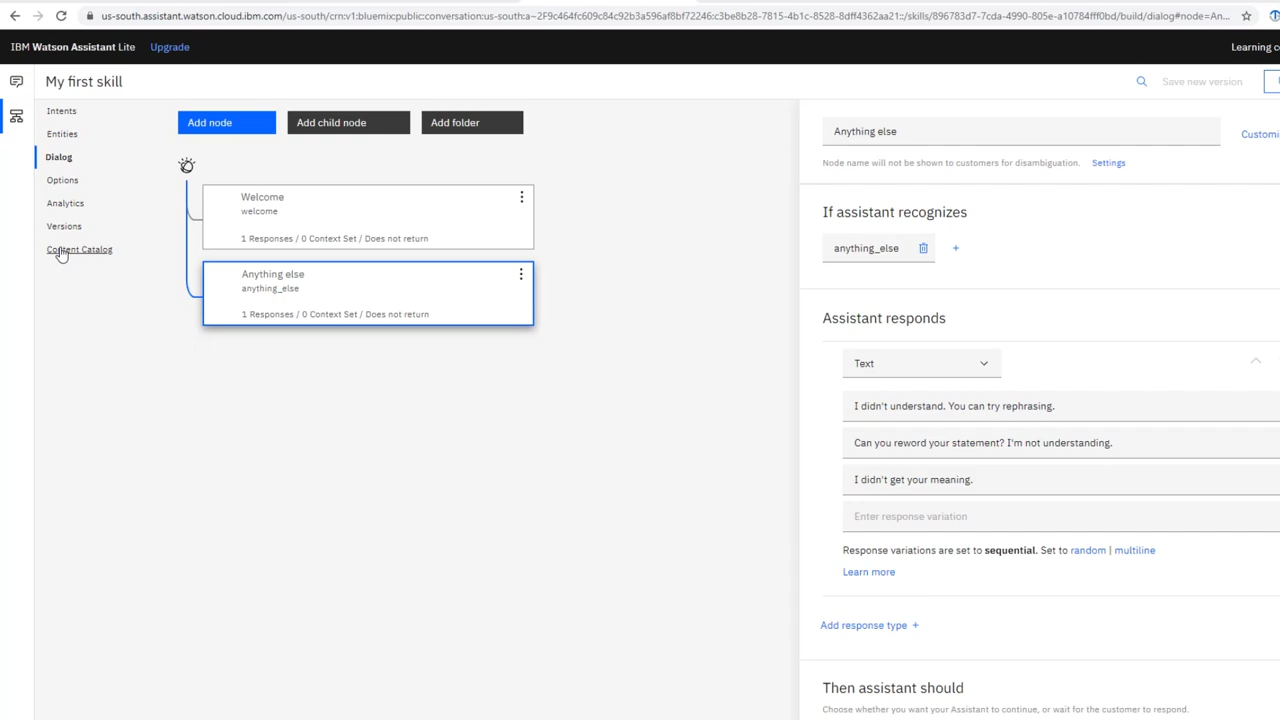 us-south.assistant.watson.cloud.ibm.com/us-south/crn:v1:bluemix:public:conversation:us-south:a~2F9c464fc609c84c92b3a596af8bf72246:c3be8b28-7815-4b1c-8528-8dff4362ac21::/skills/896783d7-7cda-4990-805e-a10784fff0bd/build/dialog#node=An...
IBM Watson Assistant Lite
Upgrade
Learning c
My first skill
Save new version
Intents
Entities
Dialog
Options
Analytics
Versions
Content Catalog
Add node
Add child node
Add folder
Welcome
welcome
1 Responses / 0 Context Set / Does not return
Anything else
anything_else
1 Responses / 0 Context Set / Does not return
Anything else
Customi
Node name will not be shown to customers for disambiguation. Settings
If assistant recognizes
anything_else
Assistant responds
Text
I didn't understand. You can try rephrasing.
Can you reword your statement? I'm not understanding.
I didn't get your meaning.
Enter response variation
Response variations are set to sequential. Set to random | multiline
Learn more
Add response type +
Then assistant should
Choose whether you want your Assistant to continue, or wait for the customer to respond.